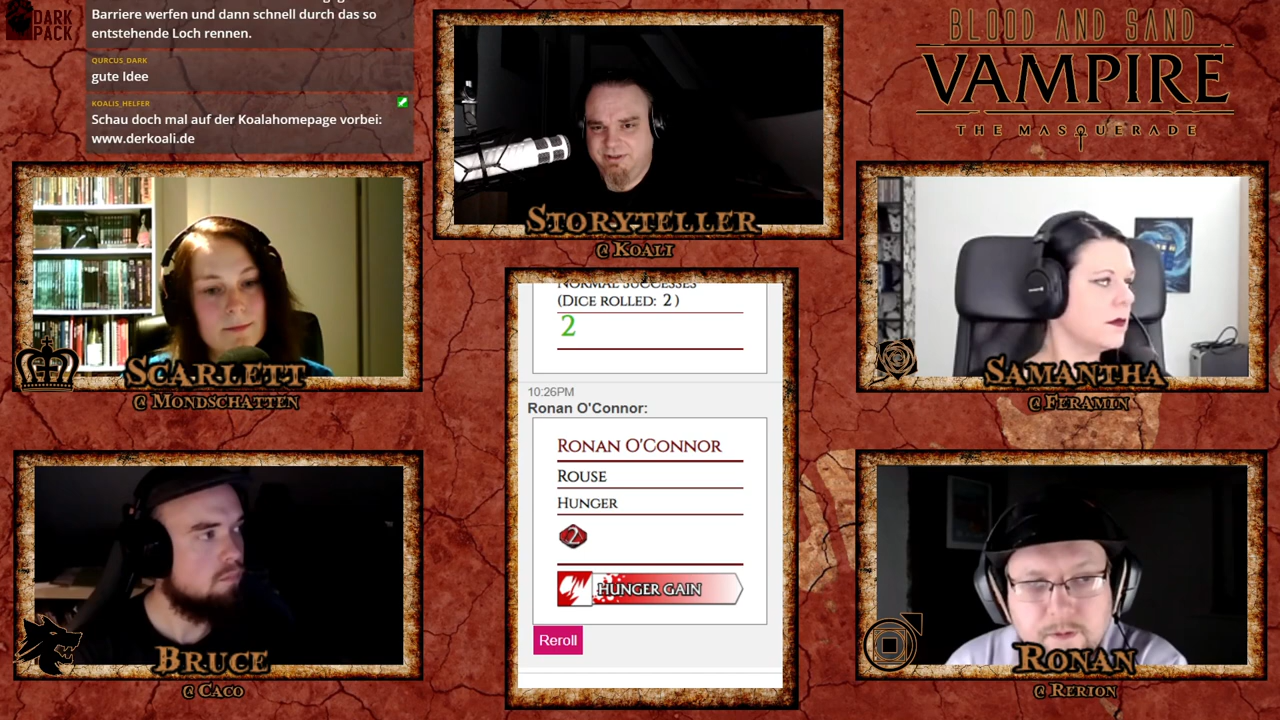 DARK
PACK
Barriere werfen und dann schnell durch das so
entstehende Loch rennen.
QURCUS_DARK
gute Idee
KOALIS_HELFER
Schau doch mal auf der Koalahomepage vorbei:
www.derkoali.de
STORYTELLER
@ KOALI
BLOOD AND SAND
VAMPIRE
THE MASQUERADE
SCARLETT
@ MONDSCHATTEN
SAMANTHA
@ FERAMIN
NORMAL SUCCESSES
(DICE ROLLED: 2 )
2
10:26PM
Ronan O'Connor:
RONAN O'CONNOR
ROUSE
HUNGER
2
HUNGER GAIN
Reroll
BRUCE
@ CACO
RONAN
@ RERION